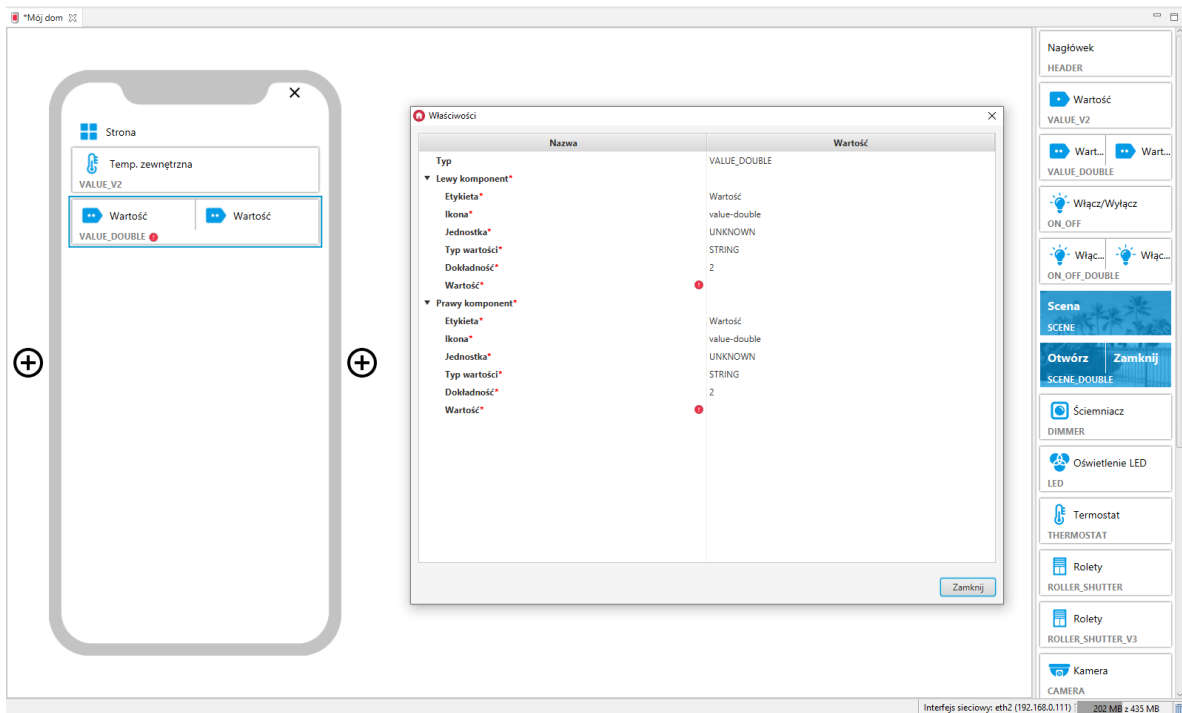 *Mój dom
Strona
Temp. zewnętrzna
VALUE_V2
Wartość Wartość
VALUE_DOUBLE
Właściwości
Nazwa Wartość
Typ VALUE_DOUBLE
Lewy komponent*
Etykieta* Wartość
Ikona* value-double
Jednostka* UNKNOWN
Typ wartości* STRING
Dokładność* 2
Wartość*
Prawy komponent*
Etykieta* Wartość
Ikona* value-double
Jednostka* UNKNOWN
Typ wartości* STRING
Dokładność* 2
Wartość*
Zamknij
Nagłówek
HEADER
Wartość
VALUE_V2
Wart... Wart...
VALUE_DOUBLE
Włącz/Wyłącz
ON_OFF
Włąc... Włąc...
ON_OFF_DOUBLE
Scena
SCENE
Otwórz Zamknij
SCENE_DOUBLE
Ściemniacz
DIMMER
Oświetlenie LED
LED
Termostat
THERMOSTAT
Rolety
ROLLER_SHUTTER
Rolety
ROLLER_SHUTTER_V3
Kamera
CAMERA
Interfejs sieciowy: eth2 (192.168.0.111) 202 MB z 435 MB